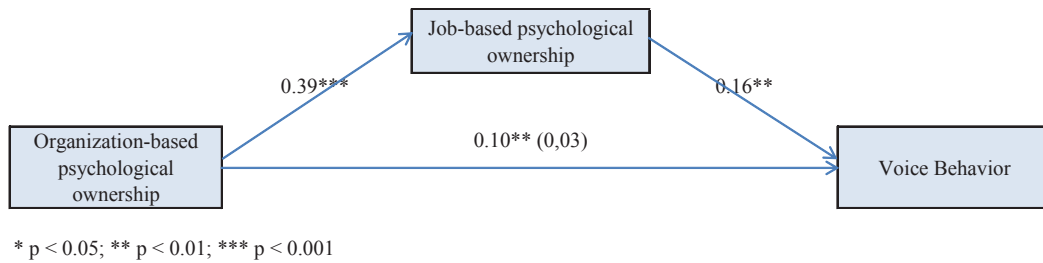 Job-based psychological
ownership
0.39***
0.16**
Organization-based
psychological
ownership
0.10** (0,03)
Voice Behavior
* p < 0.05; ** p < 0.01; *** p < 0.001